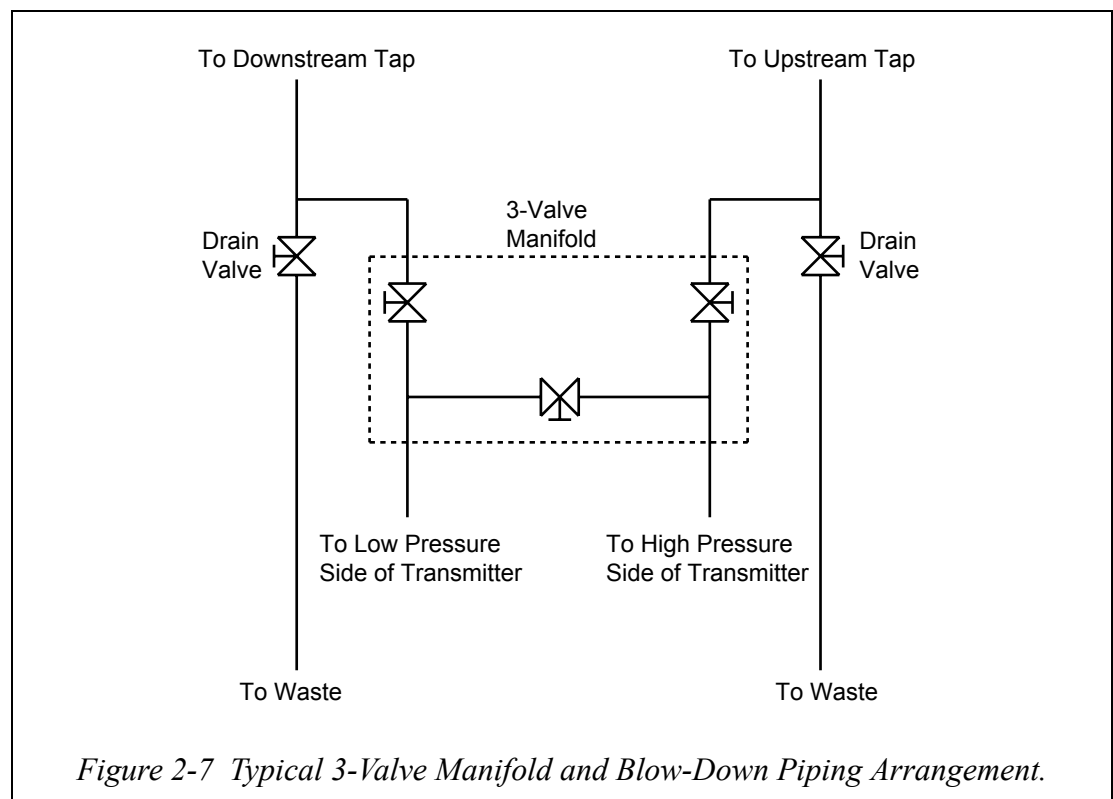 To Downstream Tap
To Upstream Tap
3-Valve
Manifold
Drain
Valve
Drain
Valve
To Low Pressure
Side of Transmitter
To High Pressure
Side of Transmitter
To Waste
To Waste
Figure 2-7 Typical 3-Valve Manifold and Blow-Down Piping Arrangement.